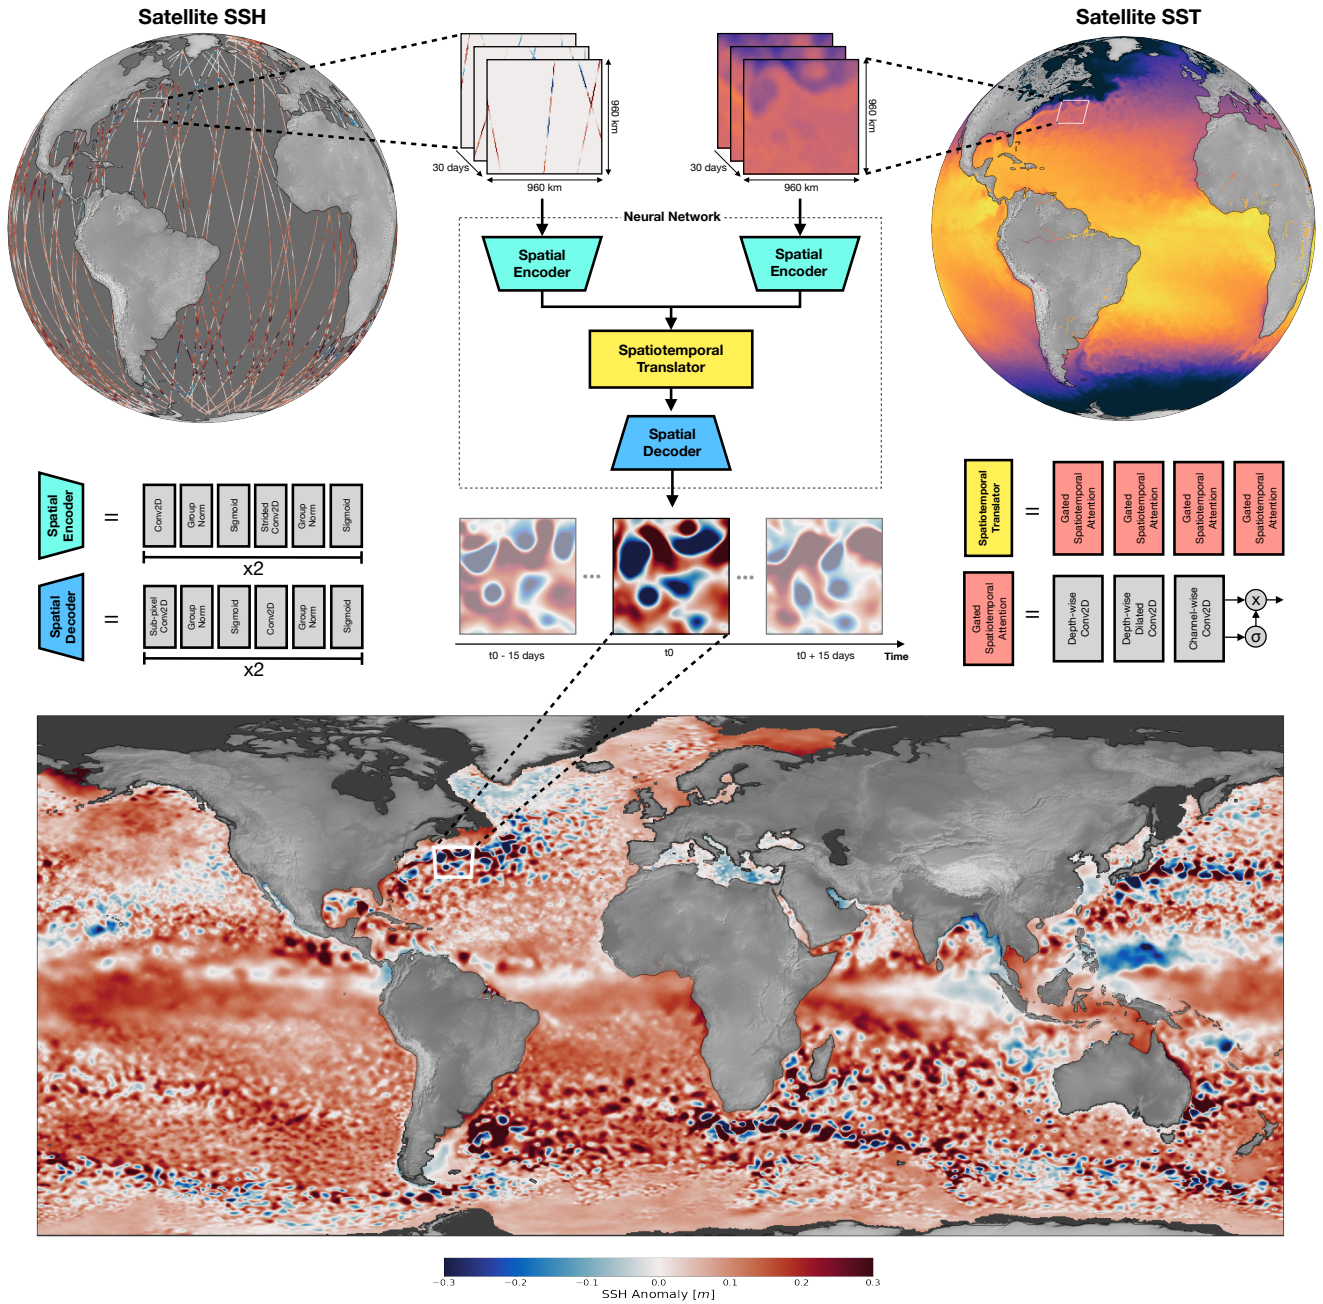 Satellite SSH
Satellite SST
960 km
30 days
960 km
960 km
30 days
960 km
Neural Network
Spatial
Encoder
Spatial
Encoder
Spatiotemporal
Translator
Spatial
Decoder
Spatial
Encoder
=
Conv2D
Group
Norm
Sigmoid
Strided
Conv2D
Group
Norm
Sigmoid
x2
Spatial
Decoder
=
Sub-pixel
Conv2D
Group
Norm
Sigmoid
Conv2D
Group
Norm
Sigmoid
x2
t0 - 15 days
t0
t0 + 15 days
Time
Spatiotemporal
Translator
=
Gated
Spatiotemporal
Attention
Gated
Spatiotemporal
Attention
Gated
Spatiotemporal
Attention
Gated
Spatiotemporal
Attention
Gated
Spatiotemporal
Attention
=
Depth-wise
Conv2D
Depth-wise
Dilated
Conv2D
Channel-wise
Conv2D
X
σ
−0.3 −0.2 −0.1 0.0 0.1 0.2 0.3
SSH Anomaly [m]